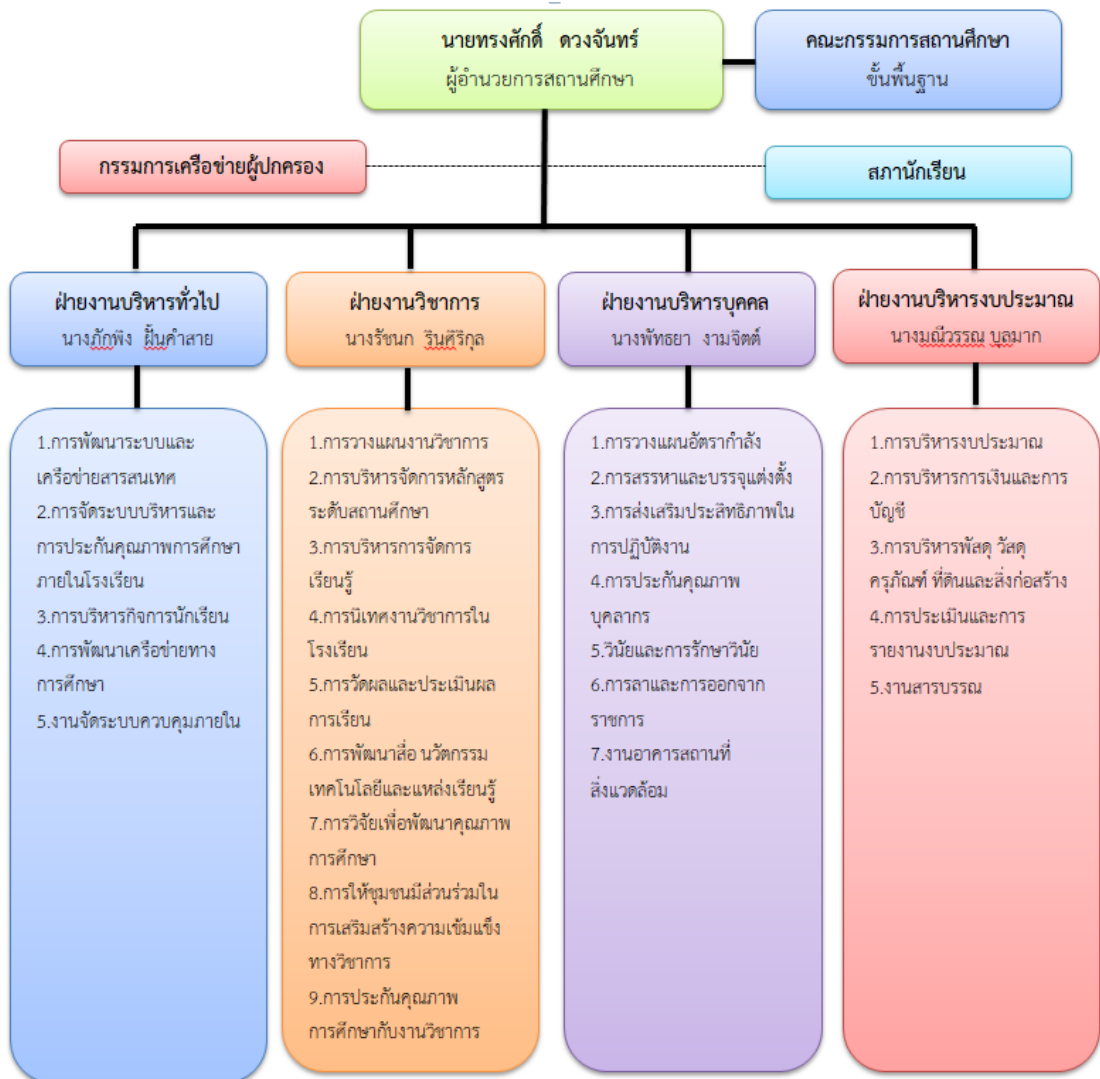 นายทรงศักดิ์ ดวงจันทร์
ผู้อำนวยการสถานศึกษา
คณะกรรมการสถานศึกษา
ขั้นพื้นฐาน
กรรมการเครือข่ายผู้ปกครอง
สภานักเรียน
ฝ่ายงานบริหารทั่วไป
นางภักพิง ฝั้นคำสาย
ฝ่ายงานวิชาการ
นางรัชนก รินศิริกุล
ฝ่ายงานบริหารบุคคล
นางพัทธยา งามจิตต์
ฝ่ายงานบริหารงบประมาณ
นางมณีวรรณ บุลมาก
1.การพัฒนาระบบและ
เครือข่ายสารสนเทศ
2.การจัดระบบบริหารและ
การประกันคุณภาพการศึกษา
ภายในโรงเรียน
3.การบริหารกิจการนักเรียน
4.การพัฒนาเครือข่ายทาง
การศึกษา
5.งานจัดระบบควบคุมภายใน
1.การวางแผนงานวิชาการ
2.การบริหารจัดการหลักสูตร
ระดับสถานศึกษา
3.การบริหารการจัดการ
เรียนรู้
4.การนิเทศงานวิชาการใน
โรงเรียน
5.การวัดผลและประเมินผล
การเรียน
6.การพัฒนาสื่อ นวัตกรรม
เทคโนโลยีและแหล่งเรียนรู้
7.การวิจัยเพื่อพัฒนาคุณภาพ
การศึกษา
8.การให้ชุมชนมีส่วนร่วมใน
การเสริมสร้างความเข้มแข็ง
ทางวิชาการ
9.การประกันคุณภาพ
การศึกษากับงานวิชาการ
1.การวางแผนอัตรากำลัง
2.การสรรหาและบรรจุแต่งตั้ง
3.การส่งเสริมประสิทธิภาพใน
การปฏิบัติงาน
4.การประกันคุณภาพ
บุคลากร
5.วินัยและการรักษาวินัย
6.การลาและการออกจาก
ราชการ
7.งานอาคารสถานที่
สิ่งแวดล้อม
1.การบริหารงบประมาณ
2.การบริหารการเงินและการ
บัญชี
3.การบริหารพัสดุ วัสดุ
ครุภัณฑ์ ที่ดินและสิ่งก่อสร้าง
4.การประเมินและการ
รายงานงบประมาณ
5.งานสารบรรณ